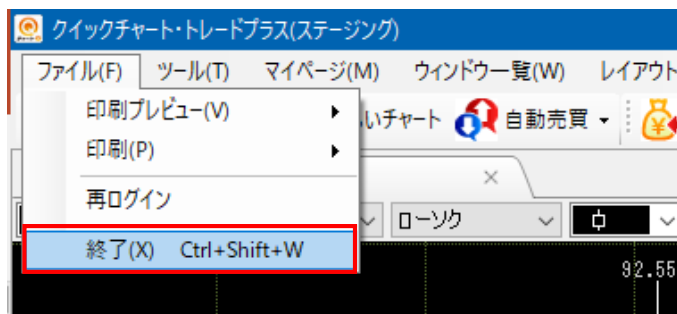 クイックチャート・トレードプラス(ステージング)
ファイル(F) ツール(T) マイページ(M) ウィンドウ一覧(W) レイアウト
印刷プレビュー(V)
いチャート 自動売買
印刷(P)
再ログイン
ローソク
終了(X) Ctrl+Shift+W
92.55